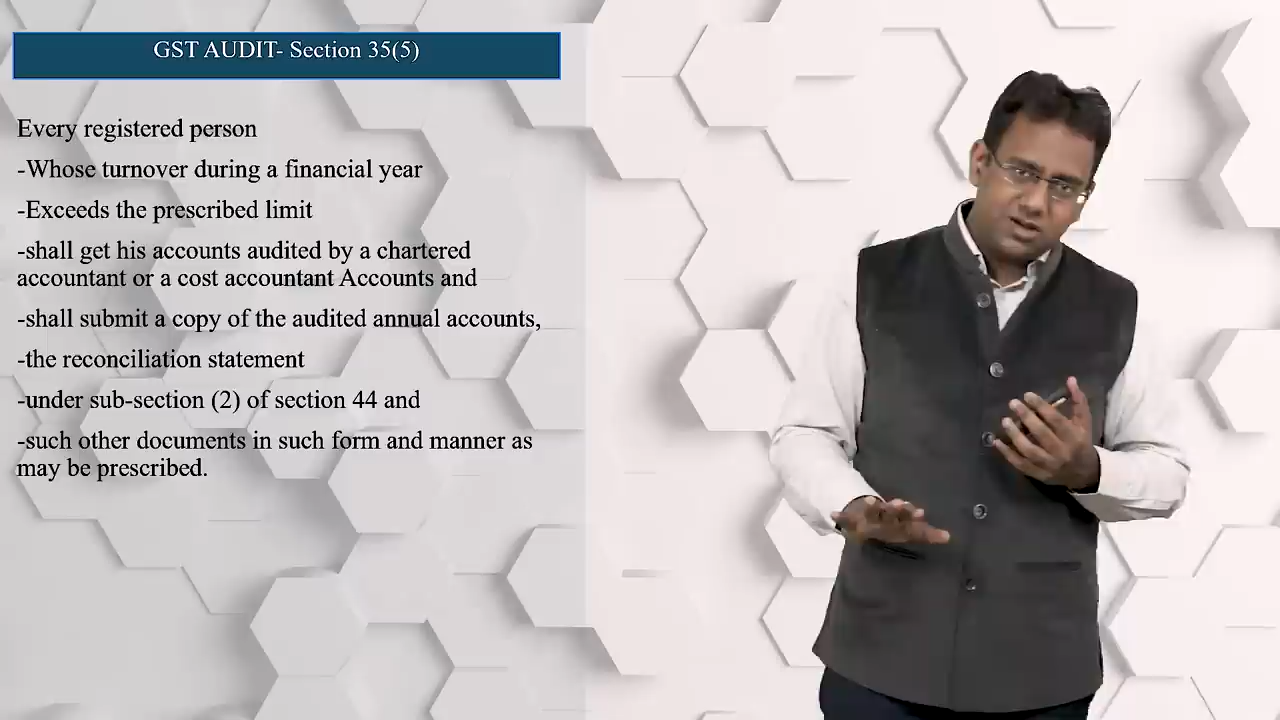 GST AUDIT- Section 35(5)
Every registered person
-Whose turnover during a financial year
-Exceeds the prescribed limit
-shall get his accounts audited by a chartered
accountant or a cost accountant Accounts and
-shall submit a copy of the audited annual accounts,
-the reconciliation statement
-under sub-section (2) of section 44 and
-such other documents in such form and manner as
may be prescribed.